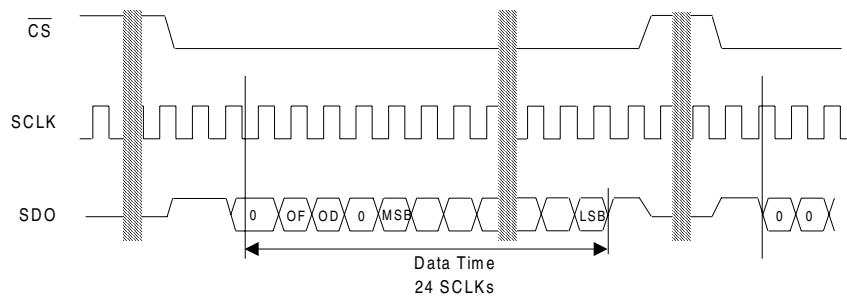 CS
SCLK
SDO
0 OF OD 0 MSB LSB 0 0
Data Time
24 SCLKs